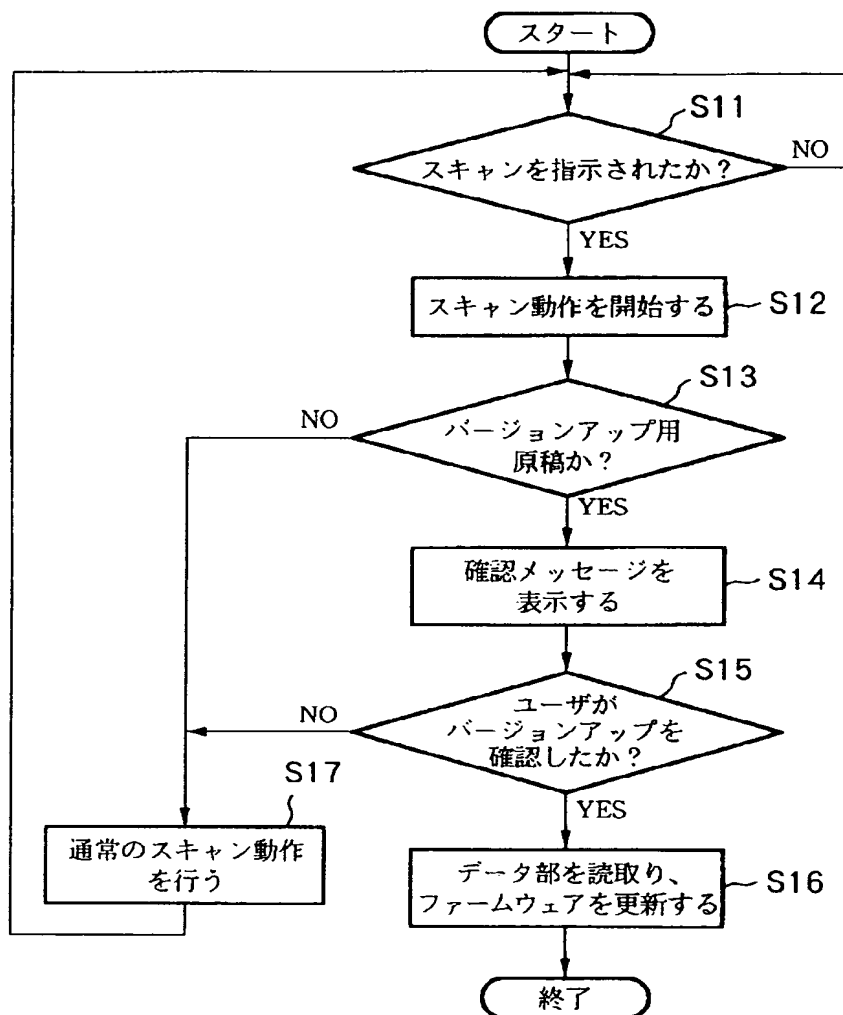 スタート
S11
スキャンを指示されたか？
NO
YES
スキャン動作を開始する
S12
S13
NO
バージョンアップ用
原稿か？
YES
確認メッセージを
表示する
S14
S15
NO
ユーザが
バージョンアップを
確認したか？
YES
S17
通常のスキャン動作
を行う
データ部を読取り、
ファームウェアを更新する
S16
終了